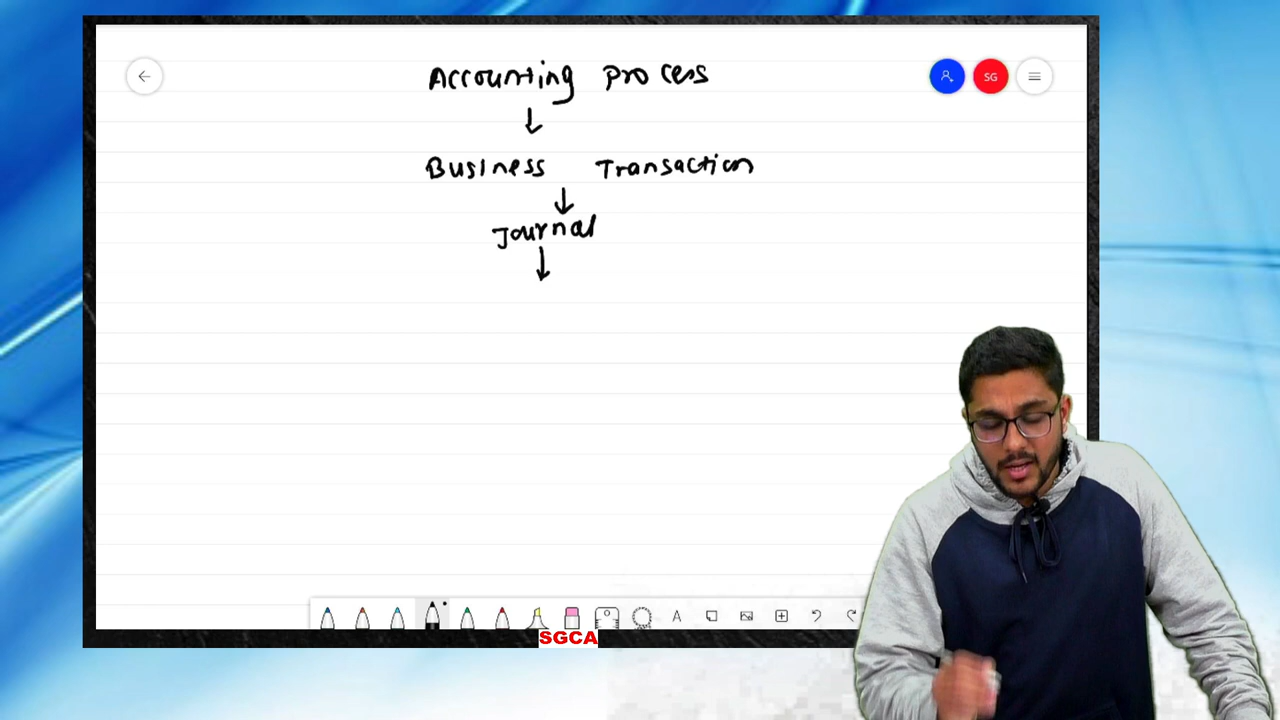 Accounting process
SG
Business Transaction
Journal
A
SGCA